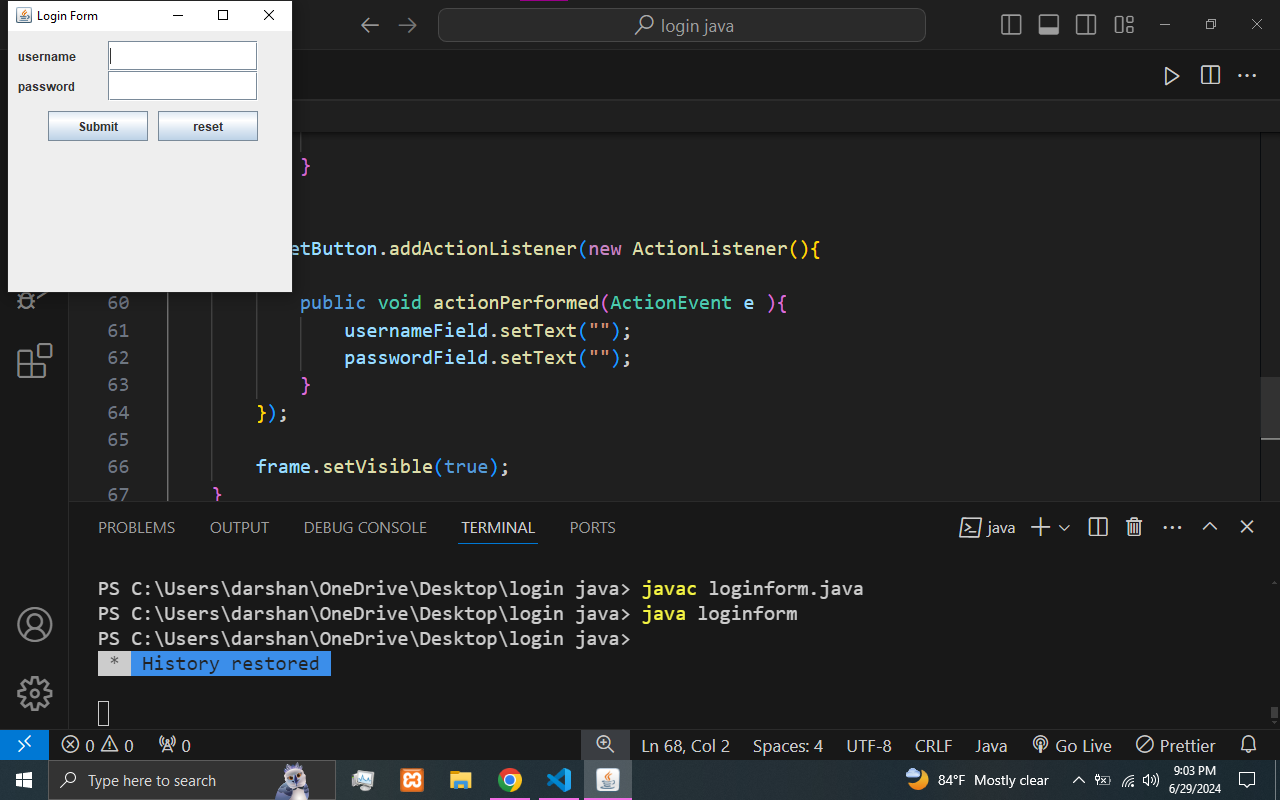 Login Form
login java
username
password
Submit reset
}
etButton.addActionListener(new ActionListener(){
60 public void actionPerformed(ActionEvent e ){
61 usernameField.setText("");
62 passwordField.setText("");
63 }
64 });
65
66 frame.setVisible(true);
67 }
PROBLEMS OUTPUT DEBUG CONSOLE TERMINAL PORTS java
PS C:\Users\darshan\OneDrive\Desktop\login java> javac loginform.java
PS C:\Users\darshan\OneDrive\Desktop\login java> java loginform
PS C:\Users\darshan\OneDrive\Desktop\login java>
* History restored
0 0 0 Ln 68, Col 2 Spaces: 4 UTF-8 CRLF Java Go Live Prettier
Type here to search 84°F Mostly clear 9:03 PM
6/29/2024